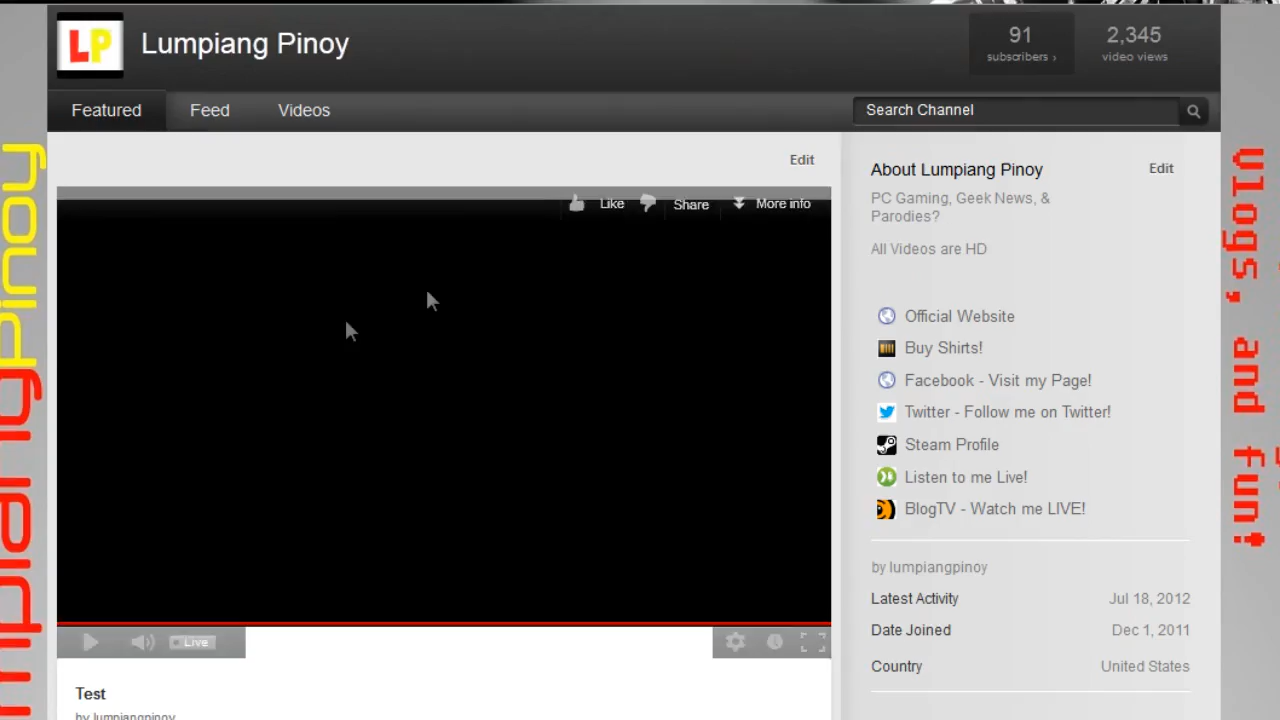 LP
Lumpiang Pinoy
91
subscribers ›
2,345
video views
Featured
Feed
Videos
Search Channel
Edit
Like
Share
More info
Live
Test
by lumpiangpinoy
About Lumpiang Pinoy
Edit
PC Gaming, Geek News, &
Parodies?
All Videos are HD
Official Website
Buy Shirts!
Facebook - Visit my Page!
Twitter - Follow me on Twitter!
Steam Profile
Listen to me Live!
BlogTV - Watch me LIVE!
by lumpiangpinoy
Latest Activity
Jul 18, 2012
Date Joined
Dec 1, 2011
Country
United States
mpiangPinoy
Vlogs, and fun!